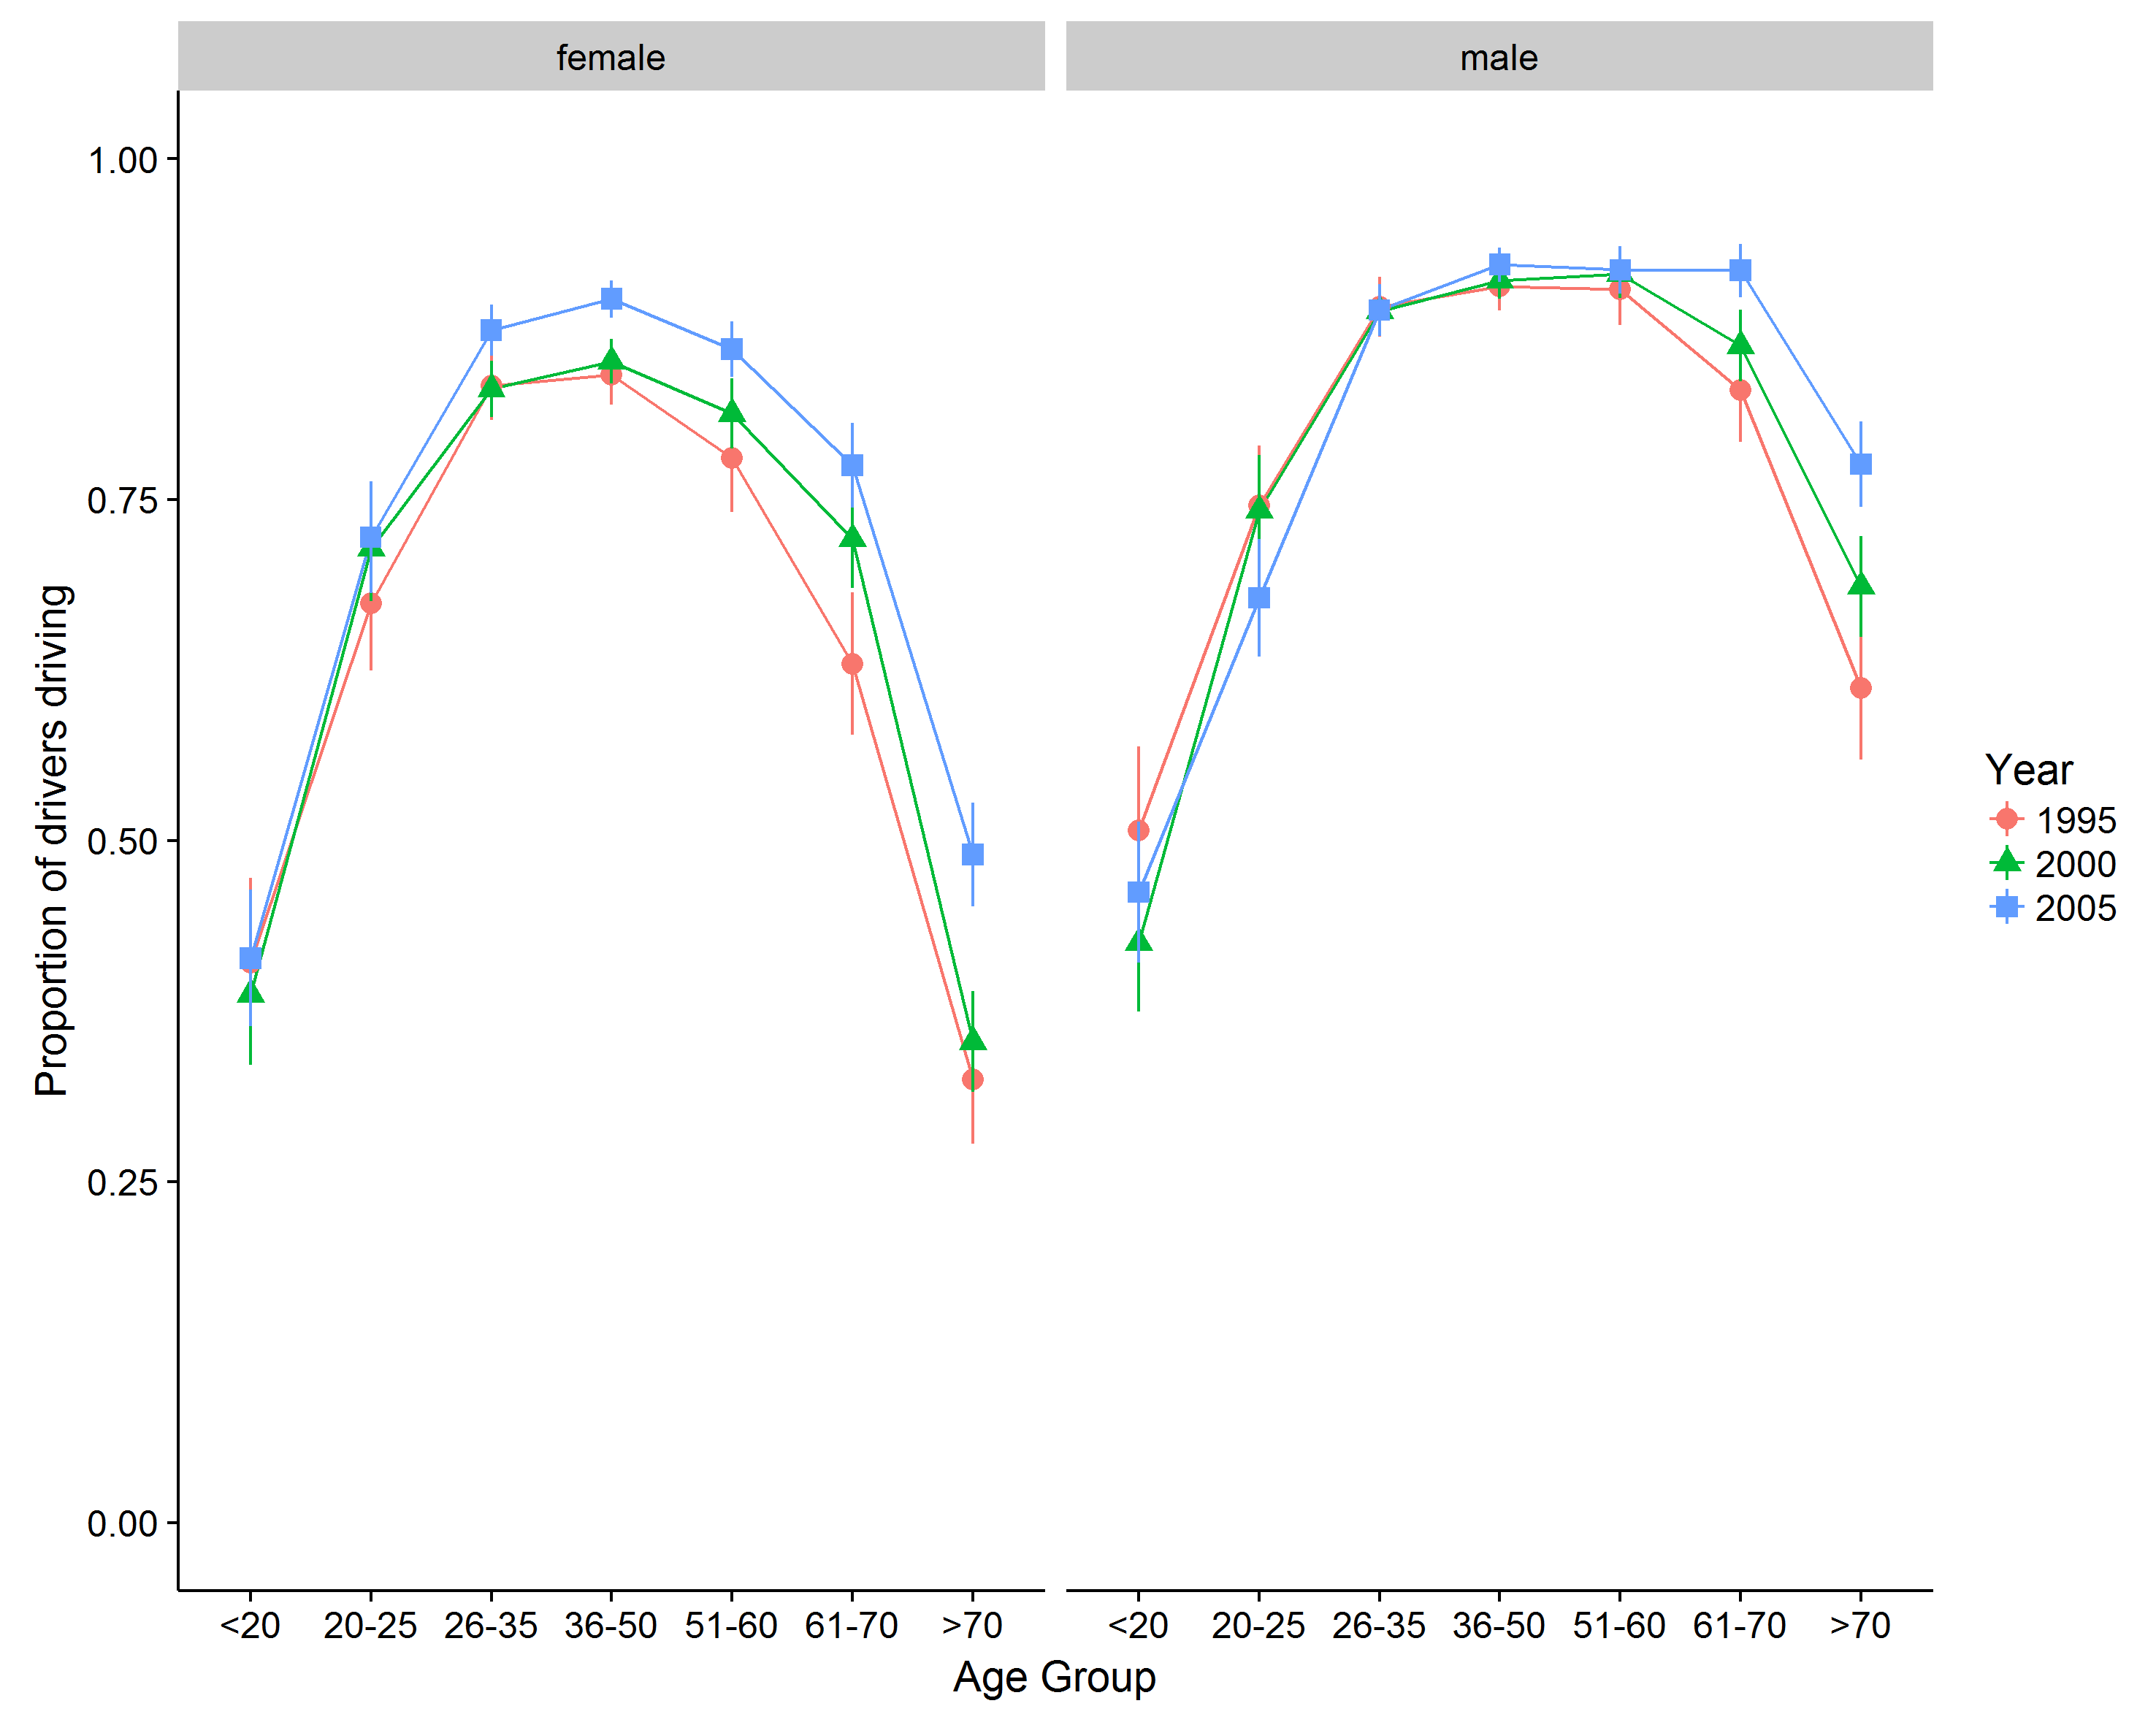 female
male
1.00
0.75
0.50
0.25
0.00
Proportion of drivers driving
<20 20-25 26-35 36-50 51-60 61-70 >70
<20 20-25 26-35 36-50 51-60 61-70 >70
Age Group
Year
1995
2000
2005